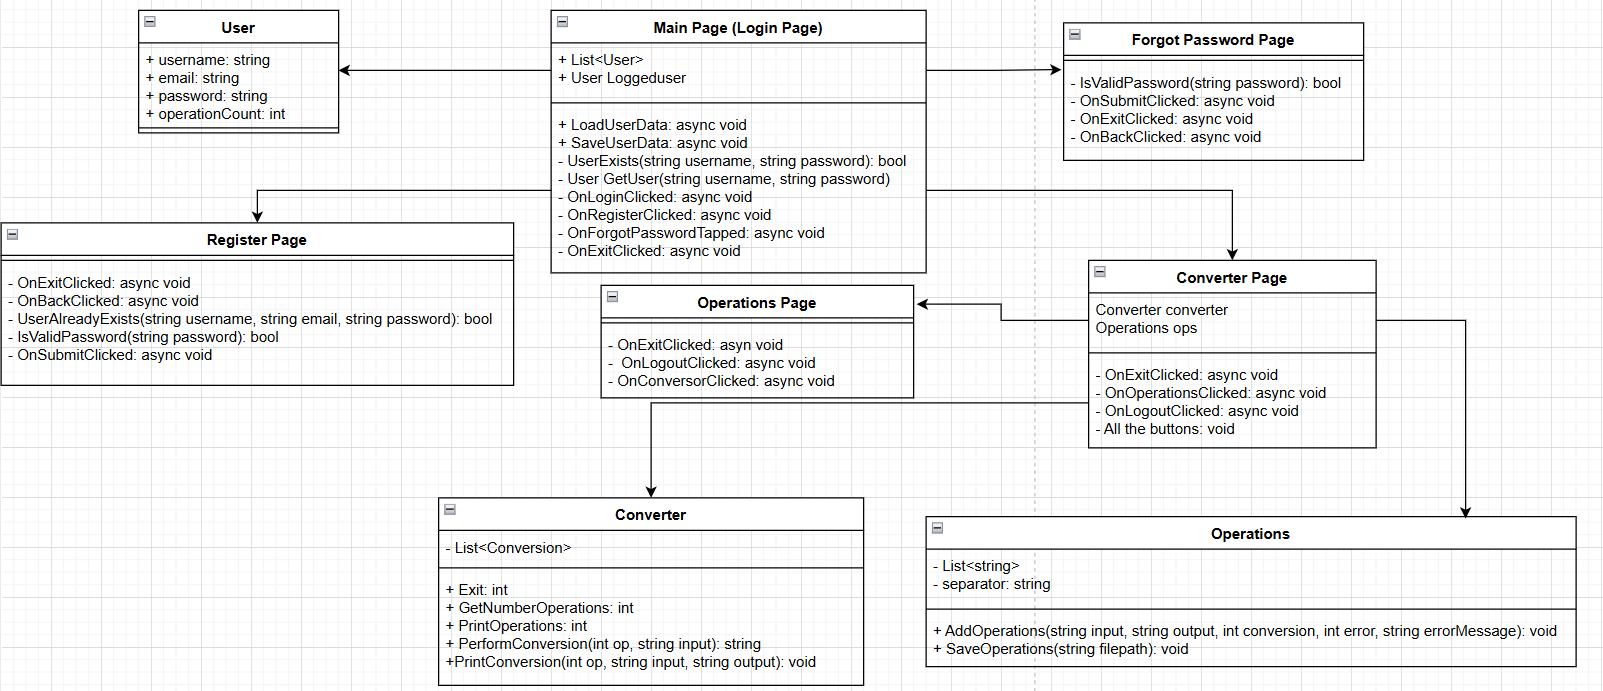 User
+ username: string
+ email: string
+ password: string
+ operationCount: int
Main Page (Login Page)
+ List<User>
+ User Loggeduser
+ LoadUserData: async void
+ SaveUserData: async void
- UserExists(string username, string password): bool
- User GetUser(string username, string password)
- OnLoginClicked: async void
- OnRegisterClicked: async void
- OnForgotPasswordTapped: async void
- OnExitClicked: async void
Forgot Password Page
- IsValidPassword(string password): bool
- OnSubmitClicked: async void
- OnExitClicked: async void
- OnBackClicked: async void
Register Page
- OnExitClicked: async void
- OnBackClicked: async void
- UserAlreadyExists(string username, string email, string password): bool
- IsValidPassword(string password): bool
- OnSubmitClicked: async void
Operations Page
- OnExitClicked: asyn void
- OnLogoutClicked: async void
- OnConversorClicked: async void
Converter Page
Converter converter
Operations ops
- OnExitClicked: async void
- OnOperationsClicked: async void
- OnLogoutClicked: async void
- All the buttons: void
Converter
- List<Conversion>
+ Exit: int
+ GetNumberOperations: int
+ PrintOperations: int
+ PerformConversion(int op, string input): string
+PrintConversion(int op, string input, string output): void
Operations
- List<string>
- separator: string
+ AddOperations(string input, string output, int conversion, int error, string errorMessage): void
+ SaveOperations(string filepath): void